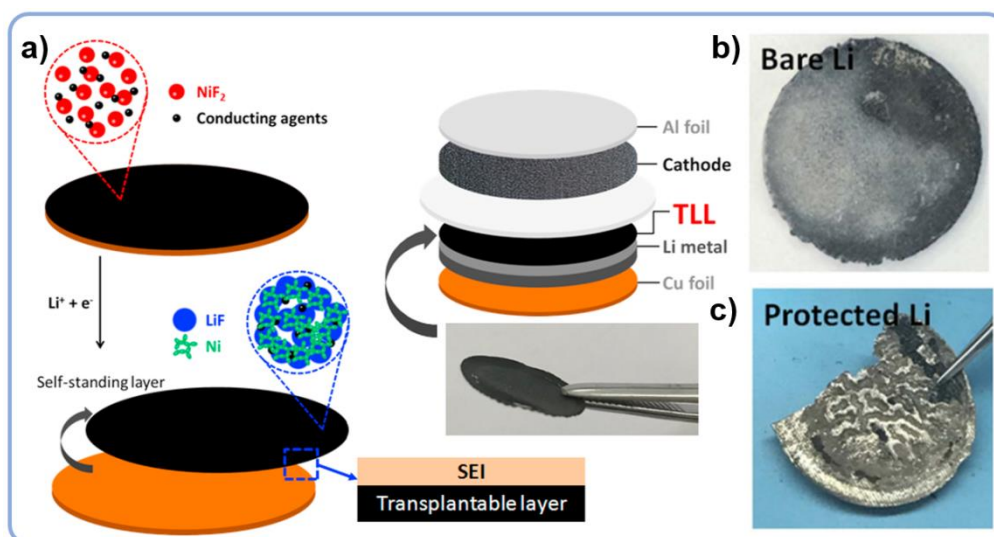 a)
NiF₂
Conducting agents
Li⁺ + e⁻
LiF
Ni
Self-standing layer
SEI
Transplantable layer
Al foil
Cathode
TLL
Li metal
Cu foil
b)
Bare Li
c)
Protected Li